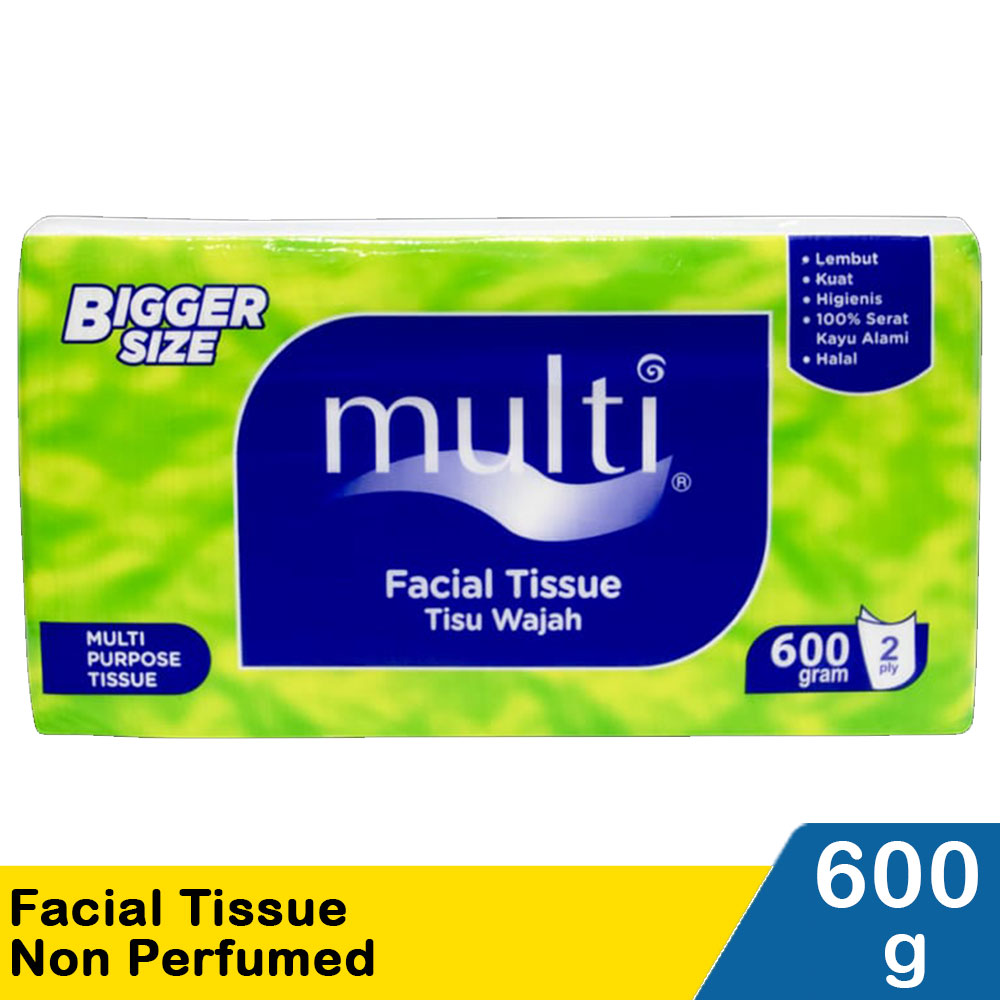 BIGGER
SIZE
• Lembut
• Kuat
• Higienis
• 100% Serat
Kayu Alami
• Halal
multi®
Facial Tissue
Tisu Wajah
MULTI
PURPOSE
TISSUE
600
gram
2
ply
Facial Tissue
Non Perfumed
600
g